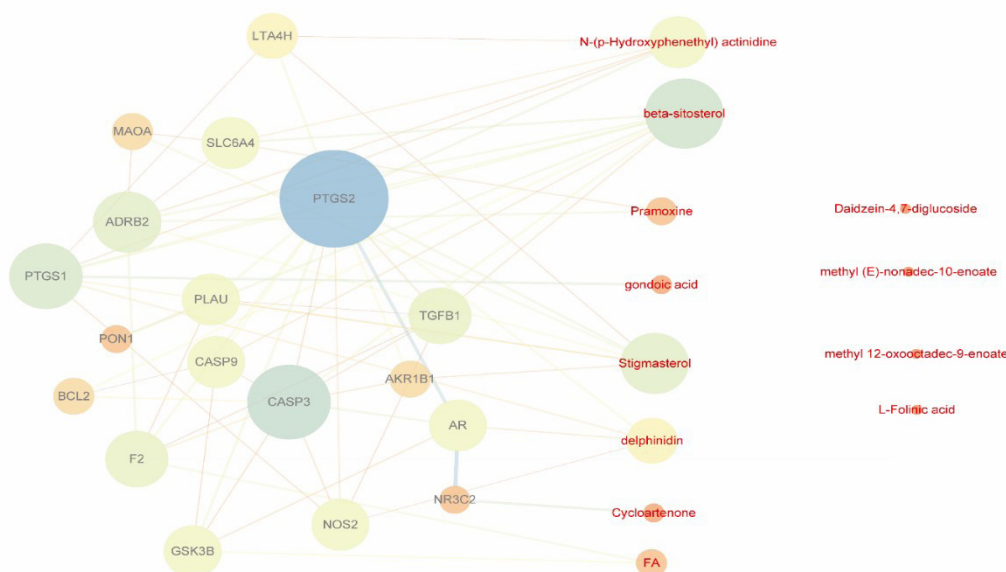 LTA4H
N-(p-Hydroxyphenethyl) actinidine
beta-sitosterol
MAOA
SLC6A4
PTGS2
Pramoxine
Daidzein-4,7-diglucoside
ADRB2
PTGS1
gondoic acid
methyl (E)-nonadec-10-enoate
PLAU
TGFB1
PON1
CASP9
Stigmasterol
methyl 12-oxooctadec-9-enoate
AKR1B1
BCL2
CASP3
L-Folinic acid
AR
delphinidin
F2
NR3C2
Cycloartenone
NOS2
GSK3B
FA